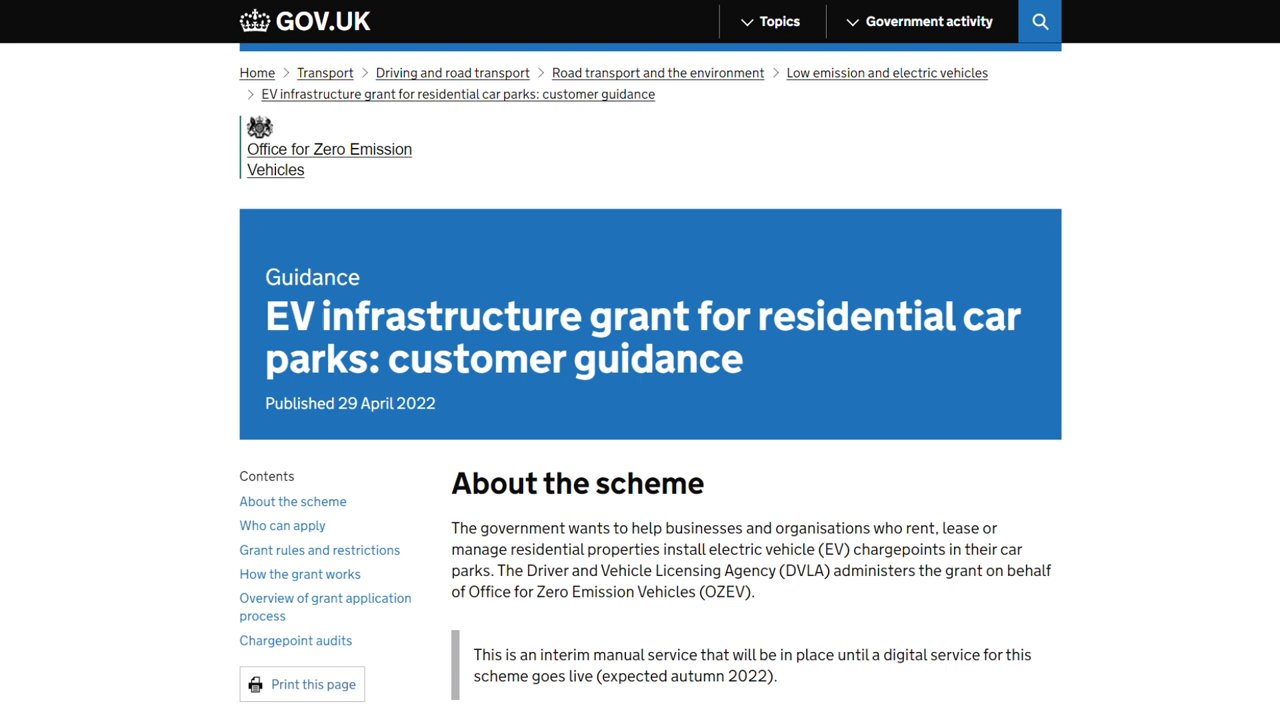 GOV.UK
Topics
Government activity
Home > Transport > Driving and road transport > Road transport and the environment > Low emission and electric vehicles
> EV infrastructure grant for residential car parks: customer guidance
Office for Zero Emission
Vehicles
Guidance
EV infrastructure grant for residential car
parks: customer guidance
Published 29 April 2022
Contents
About the scheme
Who can apply
Grant rules and restrictions
How the grant works
Overview of grant application
process
Chargepoint audits
Print this page
About the scheme
The government wants to help businesses and organisations who rent, lease or
manage residential properties install electric vehicle (EV) chargepoints in their car
parks. The Driver and Vehicle Licensing Agency (DVLA) administers the grant on behalf
of Office for Zero Emission Vehicles (OZEV).
This is an interim manual service that will be in place until a digital service for this
scheme goes live (expected autumn 2022).